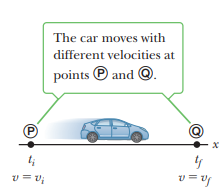 The car moves with
different velocities at
points Ⓟ and Ⓠ.
Ⓟ Ⓠ
x
tᵢ t_f
v = vᵢ v = v_f